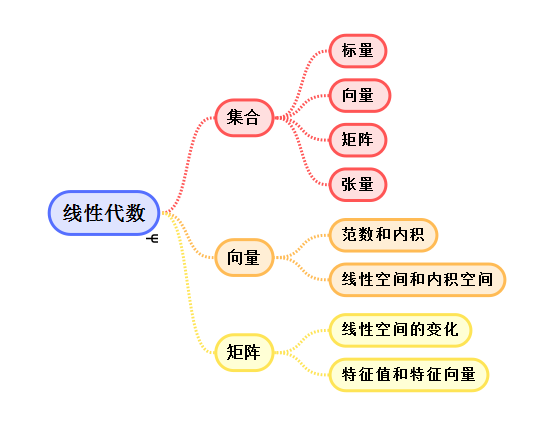 线性代数
集合
标量
向量
矩阵
张量
向量
范数和内积
线性空间和内积空间
矩阵
线性空间的变化
特征值和特征向量